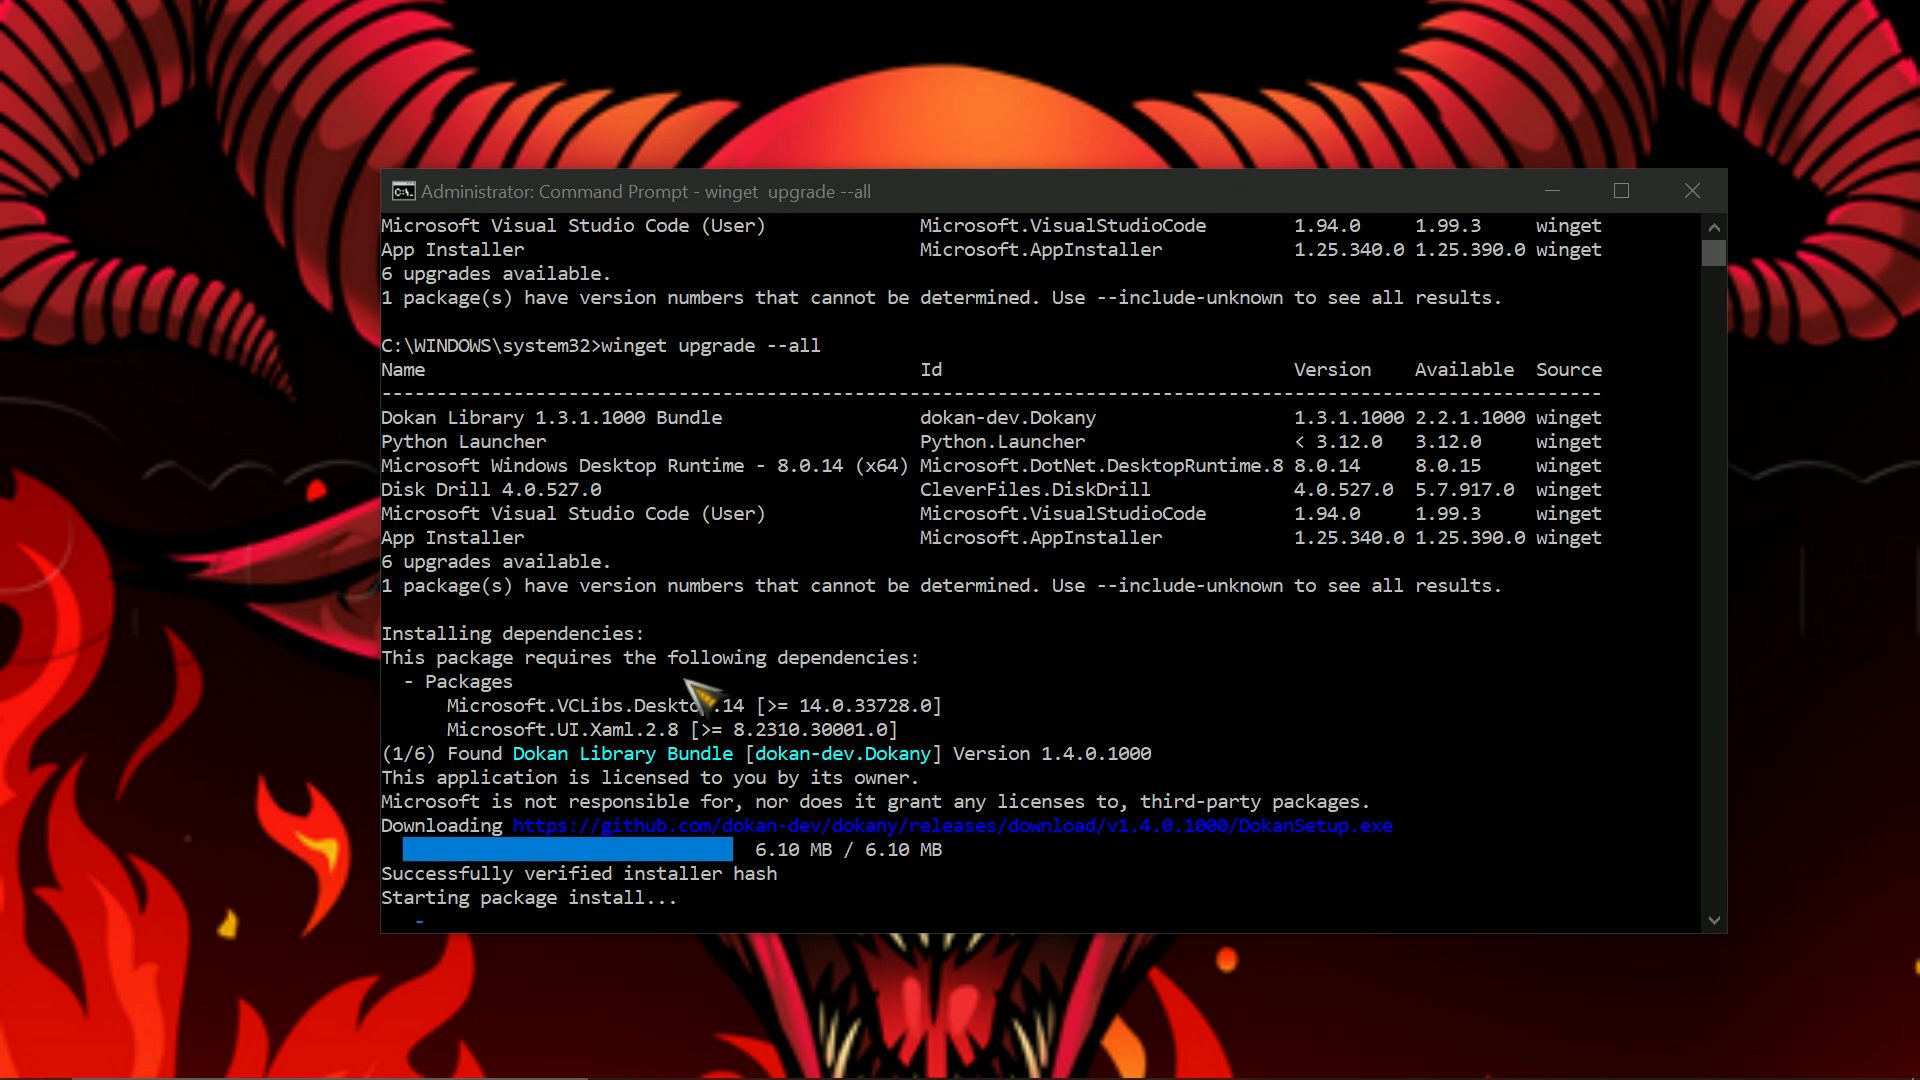 Administrator: Command Prompt - winget  upgrade --all
Microsoft Visual Studio Code (User) Microsoft.VisualStudioCode 1.94.0 1.99.3 winget
App Installer Microsoft.AppInstaller 1.25.340.0 1.25.390.0 winget
6 upgrades available.
1 package(s) have version numbers that cannot be determined. Use --include-unknown to see all results.
C:\WINDOWS\system32>winget upgrade --all
Name Id Version Available Source
---------------------------------------------------------------------------------------------------------------
Dokan Library 1.3.1.1000 Bundle dokan-dev.Dokany 1.3.1.1000 2.2.1.1000 winget
Python Launcher Python.Launcher < 3.12.0 3.12.0 winget
Microsoft Windows Desktop Runtime - 8.0.14 (x64) Microsoft.DotNet.DesktopRuntime.8 8.0.14 8.0.15 winget
Disk Drill 4.0.527.0 CleverFiles.DiskDrill 4.0.527.0 5.7.917.0 winget
Microsoft Visual Studio Code (User) Microsoft.VisualStudioCode 1.94.0 1.99.3 winget
App Installer Microsoft.AppInstaller 1.25.340.0 1.25.390.0 winget
6 upgrades available.
1 package(s) have version numbers that cannot be determined. Use --include-unknown to see all results.
Installing dependencies:
This package requires the following dependencies:
- Packages
Microsoft.VCLibs.Desktop.14 [>= 14.0.33728.0]
Microsoft.UI.Xaml.2.8 [>= 8.2310.30001.0]
(1/6) Found Dokan Library Bundle [dokan-dev.Dokany] Version 1.4.0.1000
This application is licensed to you by its owner.
Microsoft is not responsible for, nor does it grant any licenses to, third-party packages.
Downloading https://github.com/dokan-dev/dokany/releases/download/v1.4.0.1000/DokanSetup.exe
6.10 MB / 6.10 MB
Successfully verified installer hash
Starting package install...
-